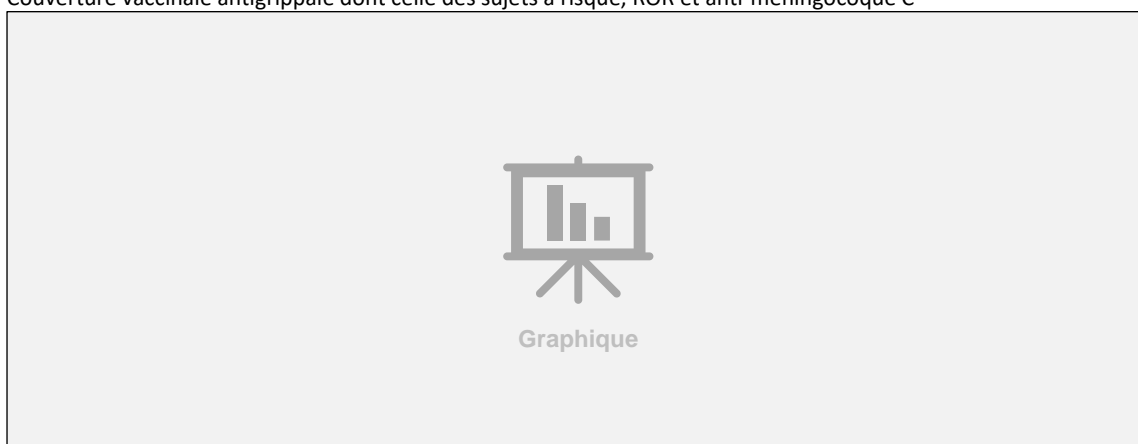 Couverture vaccinale antigrippale dont celle des sujets à risque, ROR et anti-méningocoque C
Graphique